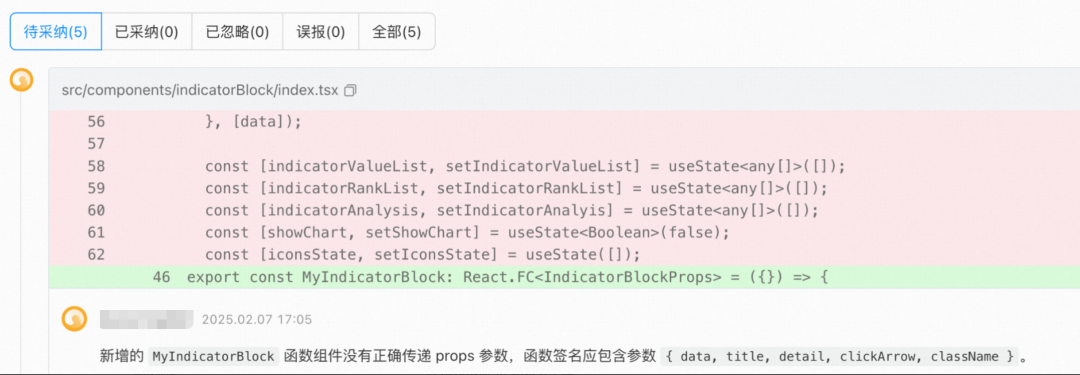 待采纳(5) 已采纳(0) 已忽略(0) 误报(0) 全部(5)
src/components/indicatorBlock/index.tsx
56 }, [data]);
57
58 const [indicatorValueList, setIndicatorValueList] = useState<any[]>([]);
59 const [indicatorRankList, setIndicatorRankList] = useState<any[]>([]);
60 const [indicatorAnalysis, setIndicatorAnalyis] = useState<any[]>([]);
61 const [showChart, setShowChart] = useState<Boolean>(false);
62 const [iconsState, setIconsState] = useState([]);
46 export const MyIndicatorBlock: React.FC<IndicatorBlockProps> = ({}) => {
2025.02.07 17:05
新增的 MyIndicatorBlock 函数组件没有正确传递 props 参数，函数签名应包含参数 { data, title, detail, clickArrow, className } 。